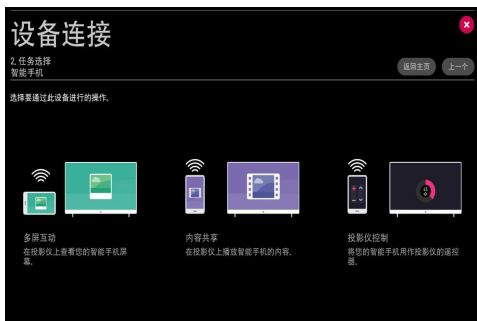 设备连接
2.任务选择
智能手机
返回主页
上一个
选择要通过此设备进行的操作。
多屏互动
在投影仪上查看您的智能手机屏
幕。
内容共享
在投影仪上播放智能手机的内容。
投影仪控制
将您的智能手机用作投影仪的遥控
器。